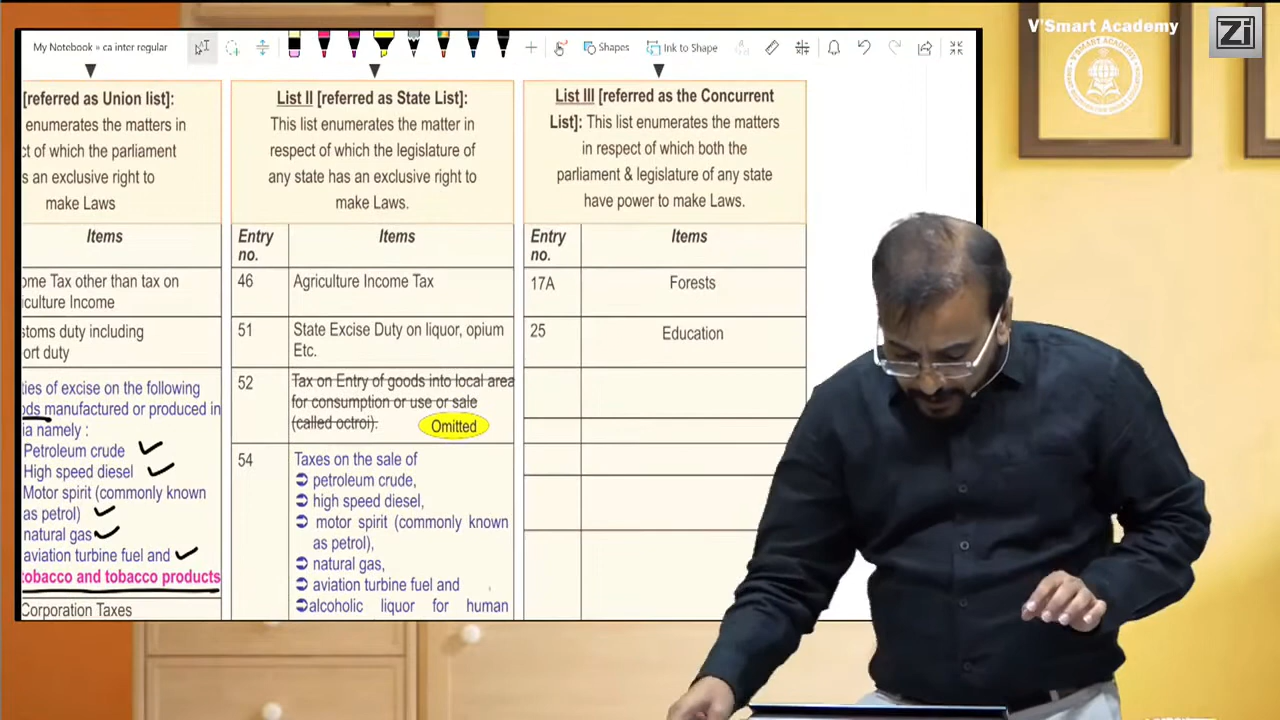 V'Smart Academy
Zi
My Notebook » ca inter regular
Shapes
Ink to Shape
[referred as Union list]:
enumerates the matters in
ct of which the parliament
s an exclusive right to
make Laws
Items
ome Tax other than tax on
iculture Income
stoms duty including
ort duty
ties of excise on the following
ods manufactured or produced in
ia namely :
Petroleum crude
High speed diesel
Motor spirit (commonly known
as petrol)
natural gas
aviation turbine fuel and
tobacco and tobacco products
Corporation Taxes
List II [referred as State List]:
This list enumerates the matter in
respect of which the legislature of
any state has an exclusive right to
make Laws.
Entry no. Items
46 Agriculture Income Tax
51 State Excise Duty on liquor, opium
Etc.
52 Tax on Entry of goods into local area
for consumption or use or sale
(called octroi). Omitted
54 Taxes on the sale of
petroleum crude,
high speed diesel,
motor spirit (commonly known
as petrol),
natural gas,
aviation turbine fuel and
alcoholic liquor for human
List III [referred as the Concurrent
List]: This list enumerates the matters
in respect of which both the
parliament & legislature of any state
have power to make Laws.
Entry no. Items
17A Forests
25 Education